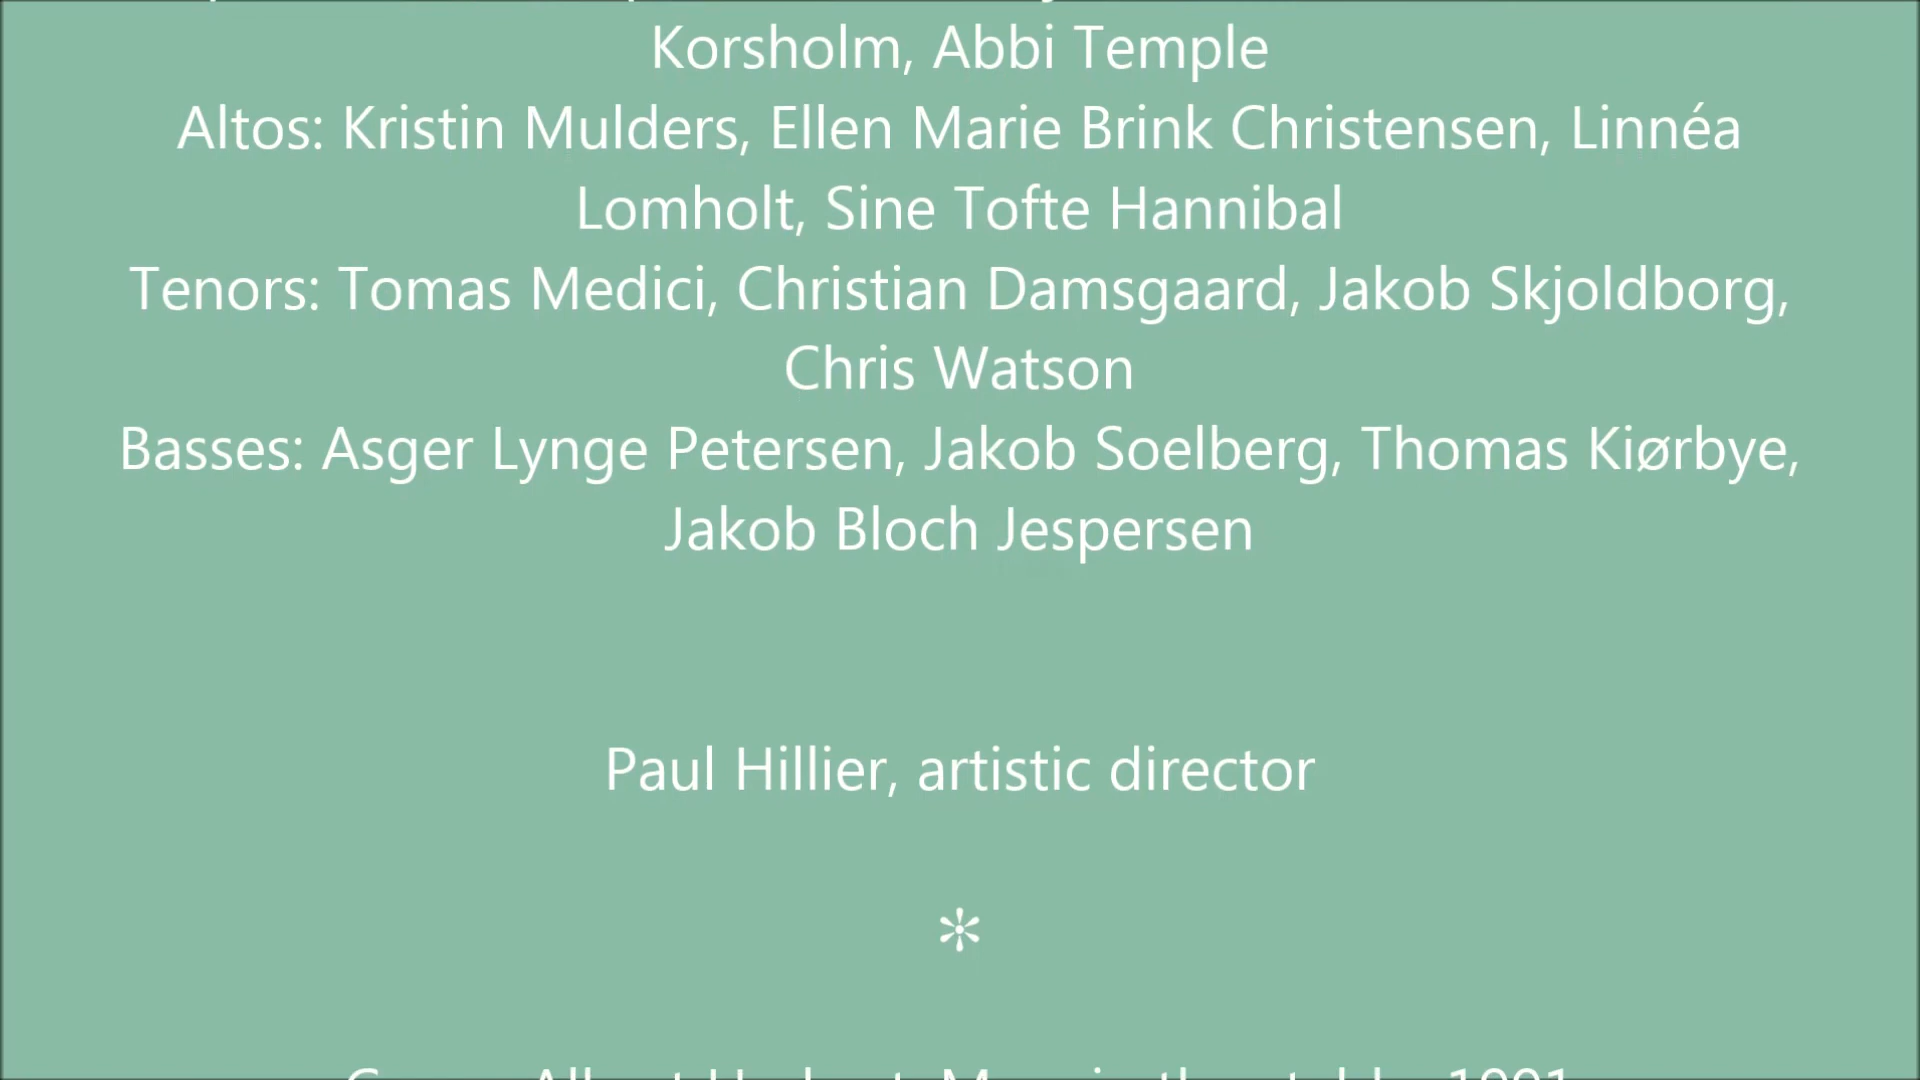 Korsholm, Abbi Temple
Altos: Kristin Mulders, Ellen Marie Brink Christensen, Linnéa
Lomholt, Sine Tofte Hannibal
Tenors: Tomas Medici, Christian Damsgaard, Jakob Skjoldborg,
Chris Watson
Basses: Asger Lynge Petersen, Jakob Soelberg, Thomas Kiørbye,
Jakob Bloch Jespersen
Paul Hillier, artistic director
*